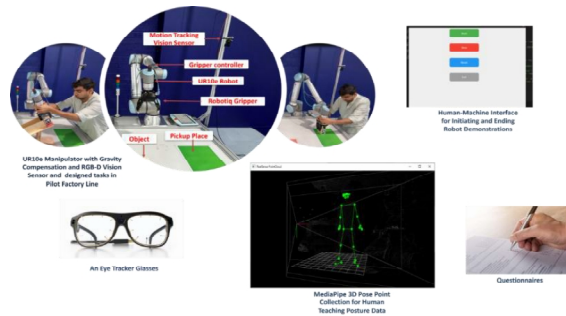 Motion Tracking
Vision Sensor
Gripper controller
UR10e Robot
Robotiq Gripper
Object
Pickup Place
UR10e Manipulator with Gravity
Compensation and RGB-D Vision
Sensor and designed tasks in
Pilot Factory Line
Human-Machine Interface
for Initiating and Ending
Robot Demonstrations
An Eye Tracker Glasses
MediaPipe 3D Pose Point
Collection for Human
Teaching Posture Data
Questionnaires